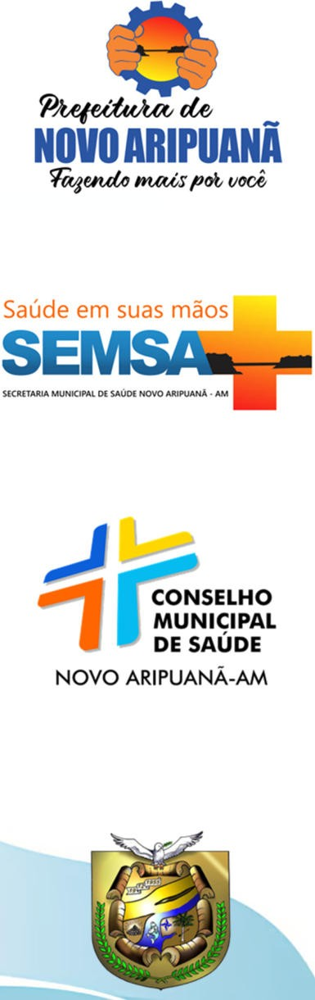 Prefeitura de
NOVO ARIPUANÃ
Fazendo mais por você
Saúde em suas mãos
SEMSA
SECRETARIA MUNICIPAL DE SAÚDE NOVO ARIPUANÃ - AM
CONSELHO
MUNICIPAL
DE SAÚDE
NOVO ARIPUANÃ-AM
1955